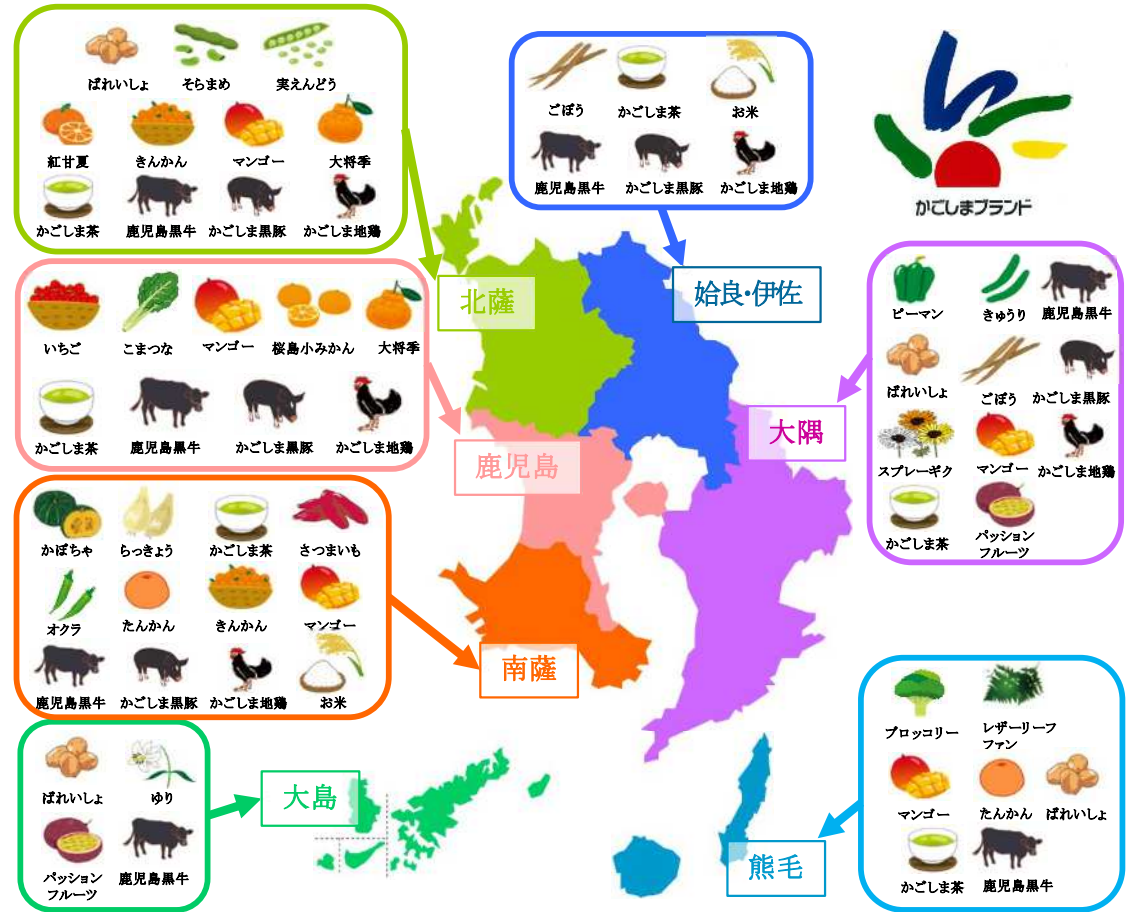 ばれいしょ そらまめ 実えんどう
紅甘夏 きんかん マンゴー 大将季
かごしま茶 鹿児島黒牛 かごしま黒豚 かごしま地鶏
北薩
ごぼう かごしま茶 お米
鹿児島黒牛 かごしま黒豚 かごしま地鶏
姶良・伊佐
かごしまブランド
いちご こまつな マンゴー 桜島小みかん 大将季
かごしま茶 鹿児島黒牛 かごしま黒豚 かごしま地鶏
鹿児島
ピーマン きゅうり 鹿児島黒牛
ばれいしょ ごぼう かごしま黒豚
スプレーギク マンゴー かごしま地鶏
かごしま茶 パッション
フルーツ
大隅
かぼちゃ らっきょう かごしま茶 さつまいも
オクラ たんかん きんかん マンゴー
鹿児島黒牛 かごしま黒豚 かごしま地鶏 お米
南薩
ばれいしょ ゆり
パッション
フルーツ
鹿児島黒牛
大島
ブロッコリー レザーリーフ
ファン
マンゴー たんかん ばれいしょ
かごしま茶 鹿児島黒牛
熊毛